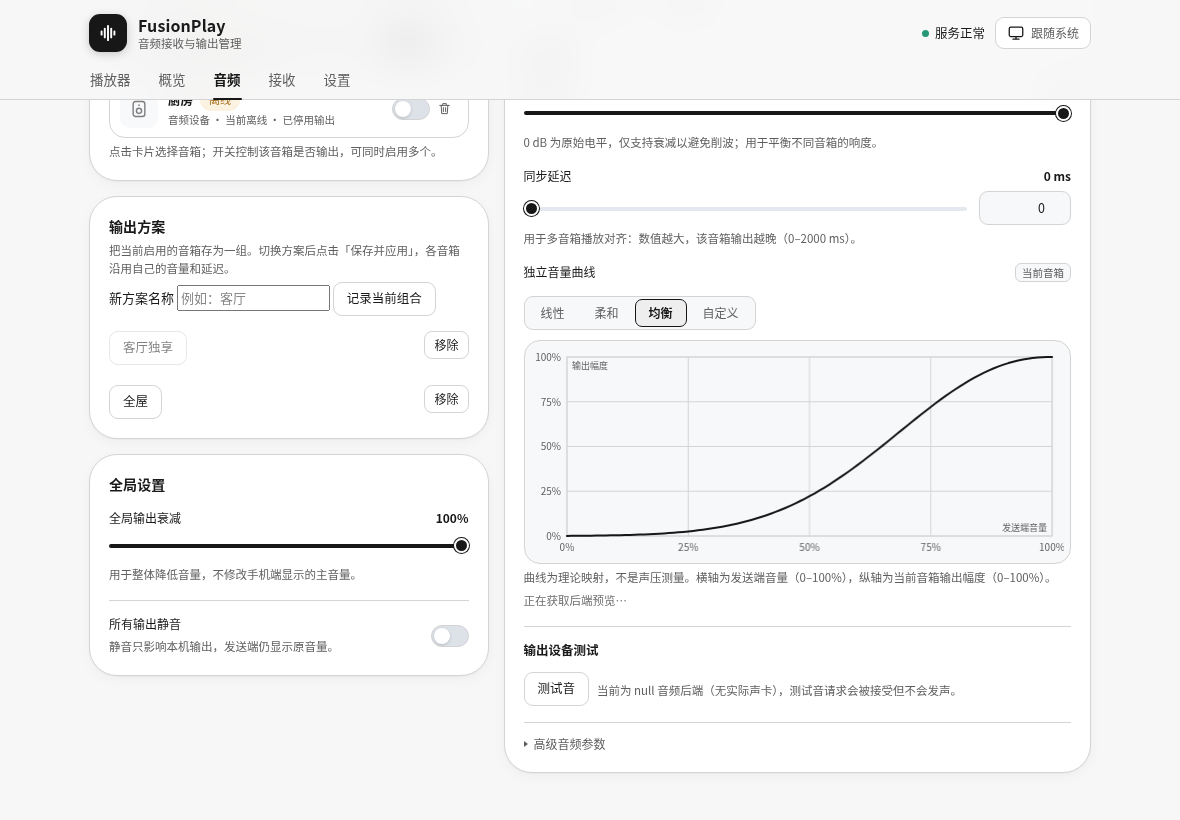 FusionPlay
音频接收与输出管理
服务正常
跟随系统
播放器
概览
音频
接收
设置
厨房
离线
音频设备 · 当前离线 · 已停用输出
点击卡片选择音箱；开关控制该音箱是否输出，可同时启用多个。
输出方案
把当前启用的音箱存为一组。切换方案后点击「保存并应用」，各音箱
沿用自己的音量和延迟。
新方案名称
例如：客厅
记录当前组合
客厅独享
移除
全屋
移除
全局设置
全局输出衰减
100%
用于整体降低音量，不修改手机端显示的主音量。
所有输出静音
静音只影响本机输出，发送端仍显示原音量。
0 dB 为原始电平，仅支持衰减以避免削波；用于平衡不同音箱的响度。
同步延迟
0 ms
0
用于多音箱播放对齐：数值越大，该音箱输出越晚（0–2000 ms）。
独立音量曲线
当前音箱
线性
柔和
均衡
自定义
100%
输出幅度
75%
50%
25%
0%
发送端音量
0%
25%
50%
75%
100%
曲线为理论映射，不是声压测量。横轴为发送端音量（0–100%），纵轴为当前音箱输出幅度（0–100%）。
正在获取后端预览…
输出设备测试
测试音
当前为 null 音频后端（无实际声卡），测试音请求会被接受但不会发声。
高级音频参数